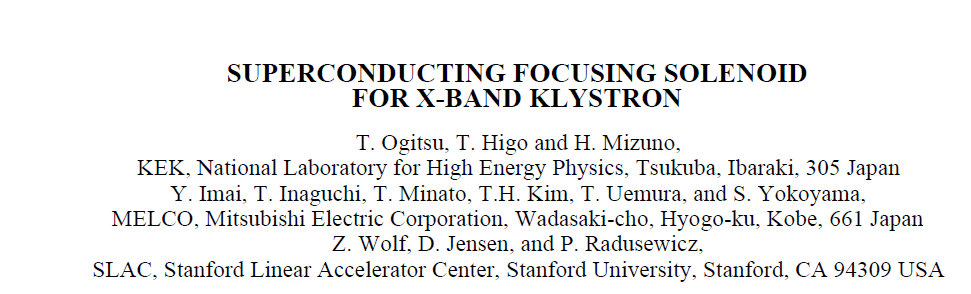 SUPERCONDUCTING FOCUSING SOLENOID
FOR X-BAND KLYSTRON
T. Ogitsu, T. Higo and H. Mizuno,
KEK, National Laboratory for High Energy Physics, Tsukuba, Ibaraki, 305 Japan
Y. Imai, T. Inaguchi, T. Minato, T.H. Kim, T. Uemura, and S. Yokoyama,
MELCO, Mitsubishi Electric Corporation, Wadasaki-cho, Hyogo-ku, Kobe, 661 Japan
Z. Wolf, D. Jensen, and P. Radusewicz,
SLAC, Stanford Linear Accelerator Center, Stanford University, Stanford, CA 94309 USA